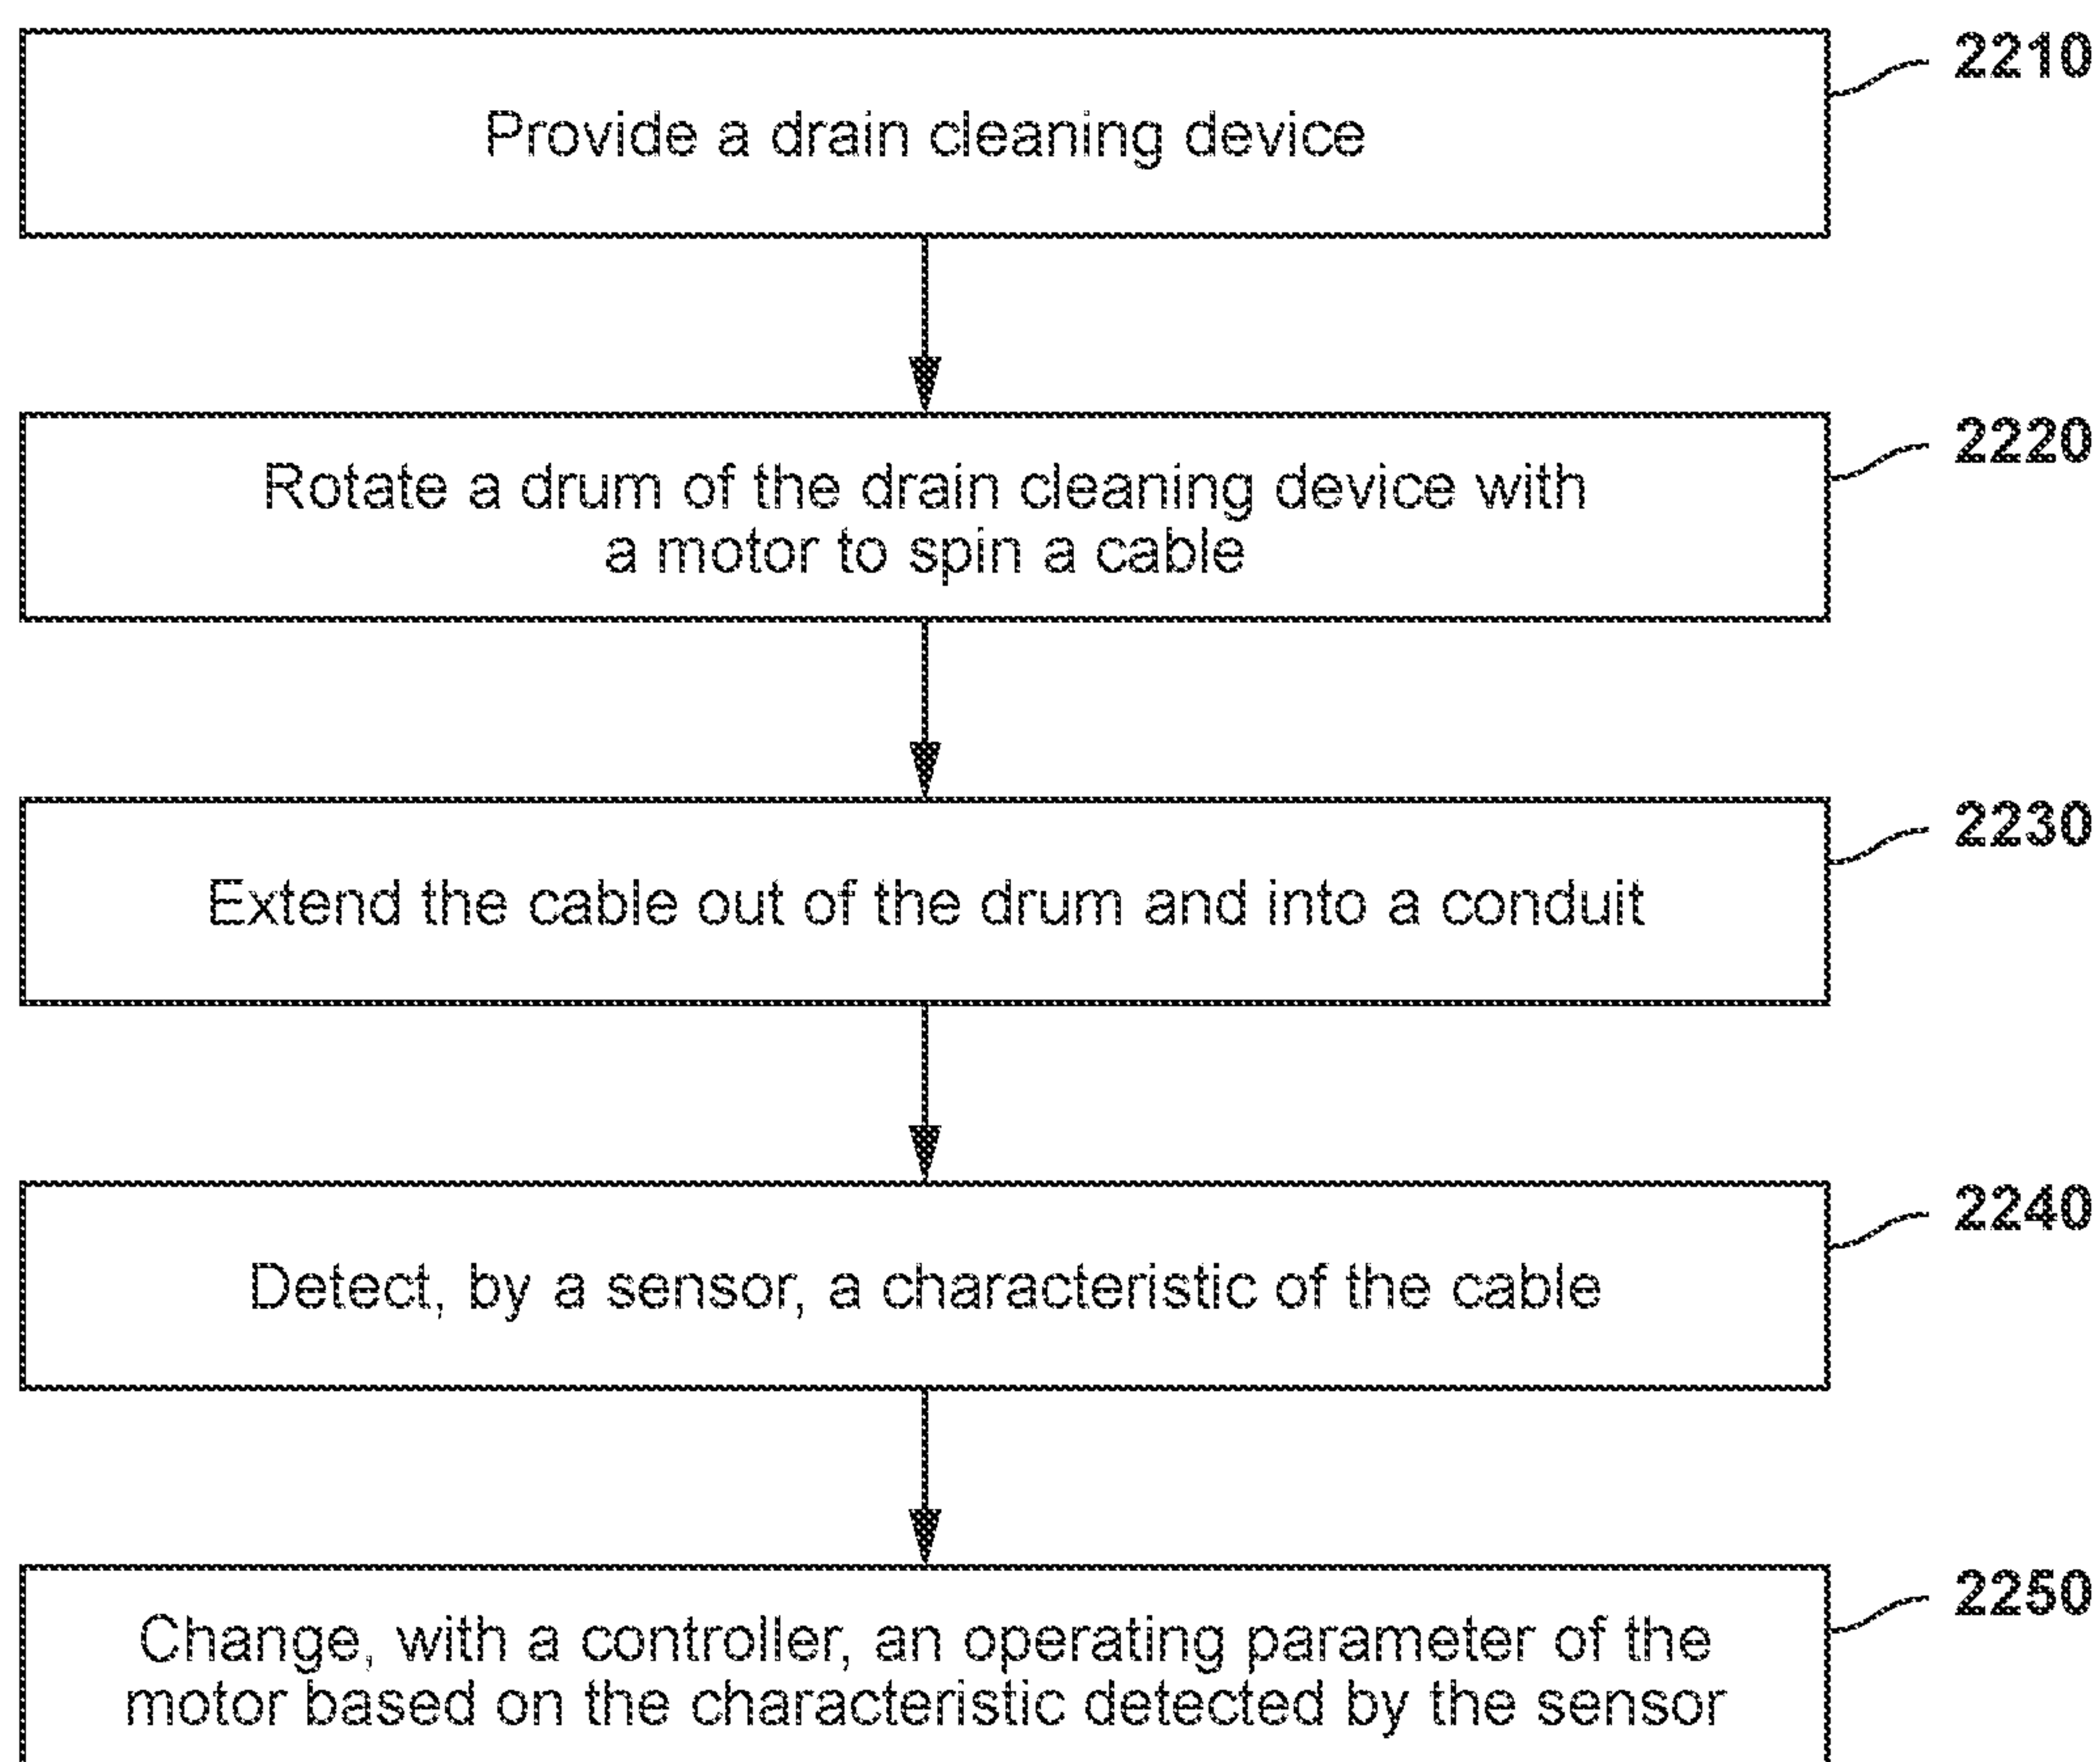 2210
Provide a drain cleaning device
2220
Rotate a drum of the drain cleaning device with
a motor to spin a cable
2230
Extend the cable out of the drum and into a conduit
2240
Detect, by a sensor, a characteristic of the cable
2250
Change, with a controller, an operating parameter of the
motor based on the characteristic detected by the sensor